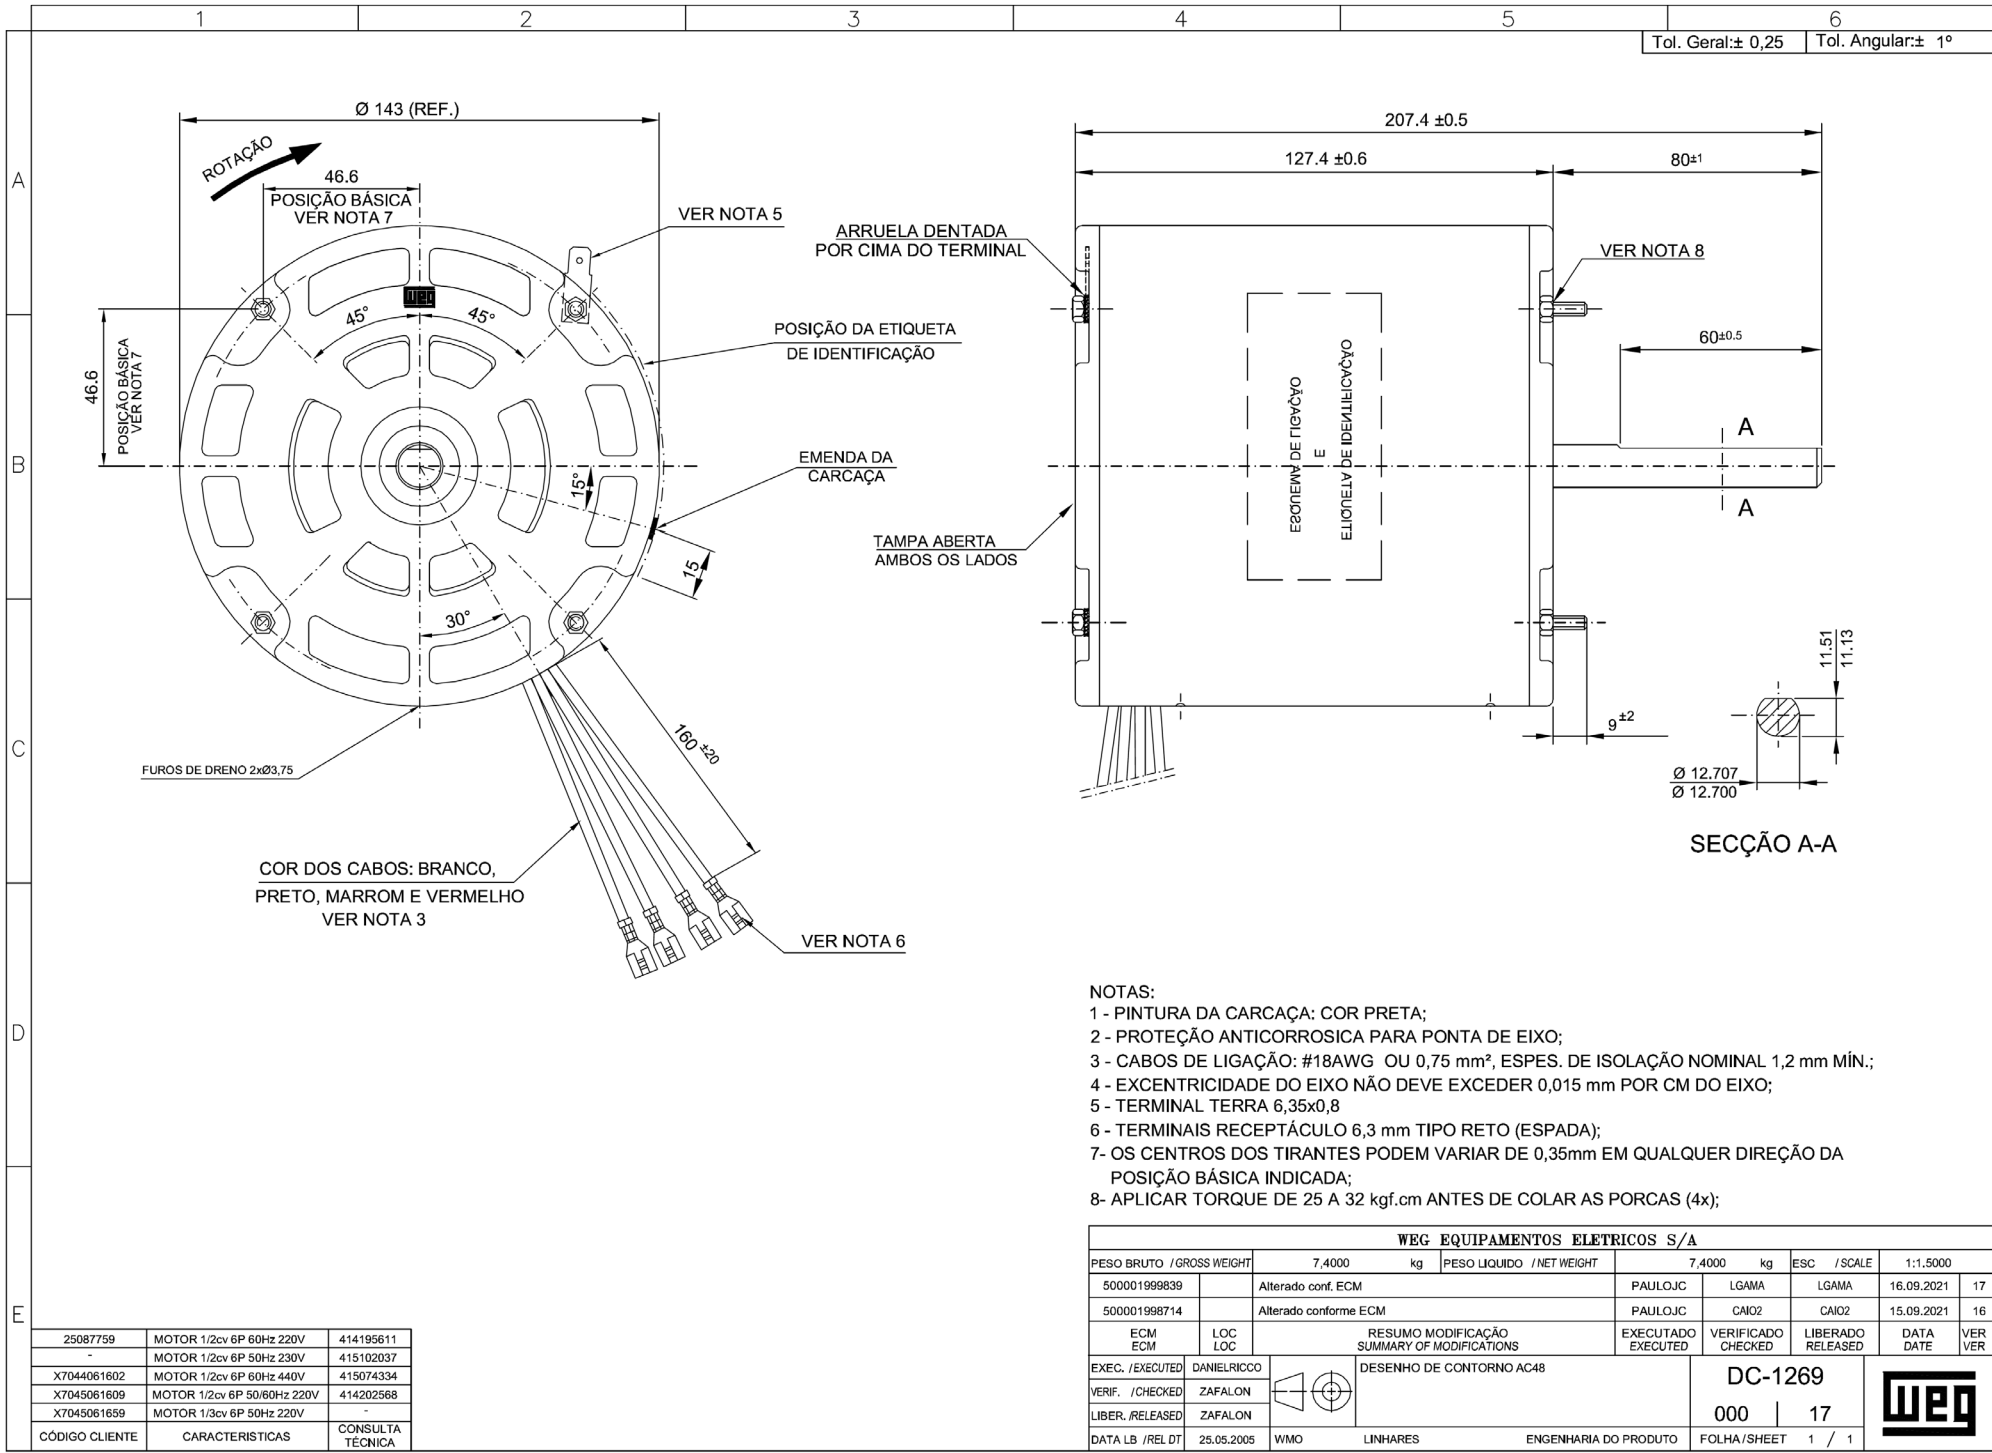 1 2 3 4 5 6
Tol. Geral:± 0,25 Tol. Angular:± 1º
A
B
C
D
E
Ø 143 (REF.)
ROTAÇÃO
46.6
POSIÇÃO BÁSICA
VER NOTA 7
VER NOTA 5
weg
45°
45°
46.6
POSIÇÃO BÁSICA
VER NOTA 7
POSIÇÃO DA ETIQUETA
DE IDENTIFICAÇÃO
EMENDA DA
CARCAÇA
15°
15
30°
160 ±20
FUROS DE DRENO 2xØ3,75
COR DOS CABOS: BRANCO,
PRETO, MARROM E VERMELHO
VER NOTA 3
VER NOTA 6
207.4 ±0.5
127.4 ±0.6
80±1
ARRUELA DENTADA
POR CIMA DO TERMINAL
VER NOTA 8
60±0.5
ESQUEMA DE LIGAÇÃO
E
ETIQUETA DE IDENTIFICAÇÃO
A
A
TAMPA ABERTA
AMBOS OS LADOS
9±2
11.51
11.13
Ø 12.707
Ø 12.700
SECÇÃO A-A
NOTAS:
1 - PINTURA DA CARCAÇA: COR PRETA;
2 - PROTEÇÃO ANTICORROSICA PARA PONTA DE EIXO;
3 - CABOS DE LIGAÇÃO: #18AWG OU 0,75 mm², ESPES. DE ISOLAÇÃO NOMINAL 1,2 mm MÍN.;
4 - EXCENTRICIDADE DO EIXO NÃO DEVE EXCEDER 0,015 mm POR CM DO EIXO;
5 - TERMINAL TERRA 6,35x0,8
6 - TERMINAIS RECEPTÁCULO 6,3 mm TIPO RETO (ESPADA);
7- OS CENTROS DOS TIRANTES PODEM VARIAR DE 0,35mm EM QUALQUER DIREÇÃO DA
POSIÇÃO BÁSICA INDICADA;
8- APLICAR TORQUE DE 25 A 32 kgf.cm ANTES DE COLAR AS PORCAS (4x);
25087759 MOTOR 1/2cv 6P 60Hz 220V 414195611
- MOTOR 1/2cv 6P 50Hz 230V 415102037
X7044061602 MOTOR 1/2cv 6P 60Hz 440V 415074334
X7045061609 MOTOR 1/2cv 6P 50/60Hz 220V 414202568
X7045061659 MOTOR 1/3cv 6P 50Hz 220V -
CÓDIGO CLIENTE CARACTERISTICAS CONSULTA TÉCNICA
WEG EQUIPAMENTOS ELETRICOS S/A
PESO BRUTO / GROSS WEIGHT 7,4000 kg PESO LIQUIDO / NET WEIGHT 7,4000 kg ESC / SCALE 1:1.5000
500001999839 Alterado conf. ECM PAULOJC LGAMA LGAMA 16.09.2021 17
500001998714 Alterado conforme ECM PAULOJC CAIO2 CAIO2 15.09.2021 16
ECM LOC RESUMO MODIFICAÇÃO EXECUTADO VERIFICADO LIBERADO DATA VER
ECM LOC SUMMARY OF MODIFICATIONS EXECUTED CHECKED RELEASED DATE VER
EXEC. / EXECUTED DANIELRICCO DESENHO DE CONTORNO AC48 DC-1269
VERIF. / CHECKED ZAFALON
LIBER. /RELEASED ZAFALON 000 17
DATA LB / REL DT 25.05.2005 WMO LINHARES ENGENHARIA DO PRODUTO FOLHA / SHEET 1 / 1
weg